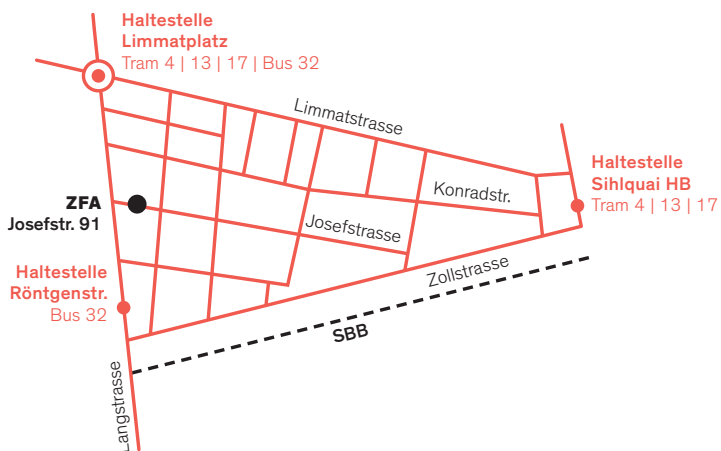 Haltestelle
Limmatplatz
Tram 4 | 13 | 17 | Bus 32
Limmatstrasse
Haltestelle
Sihlquai HB
Tram 4 | 13 | 17
Konradstr.
ZFA
Josefstr. 91
Josefstrasse
Haltestelle
Röntgenstr.
Bus 32
Zollstrasse
SBB
Langstrasse